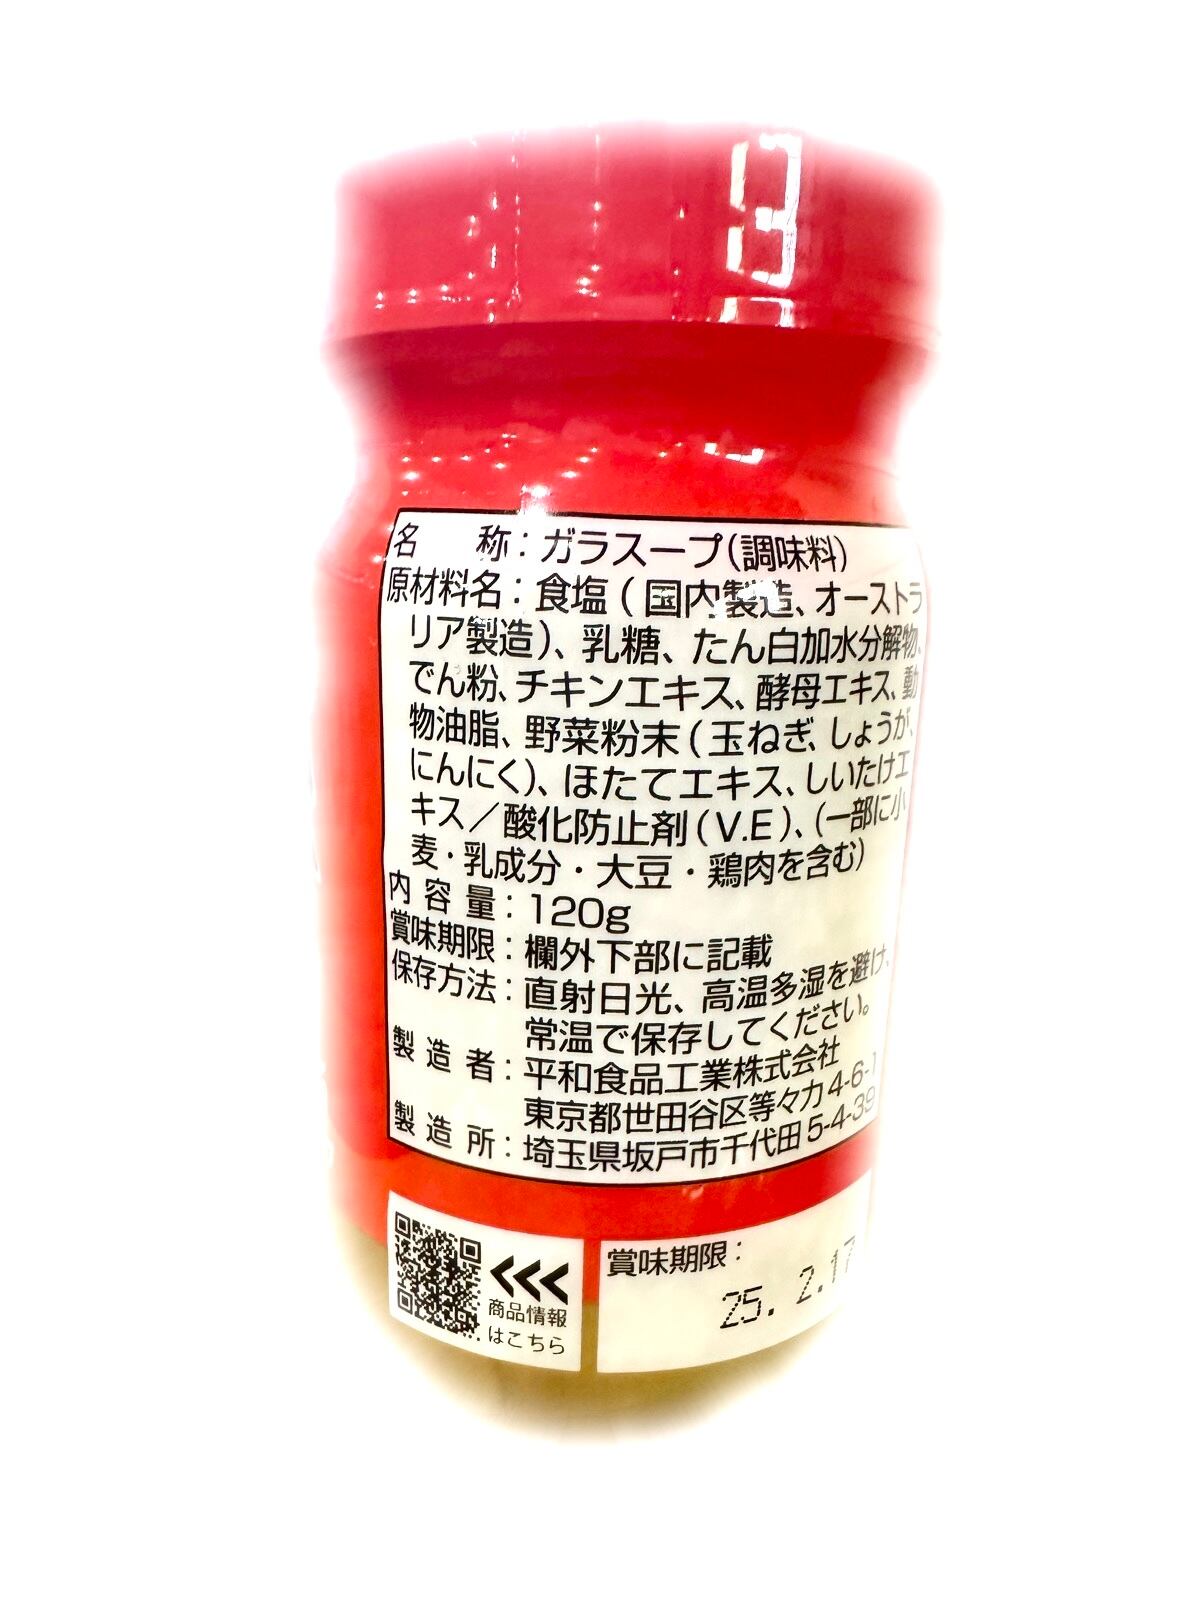 名　称：ガラスープ(調味料)
原材料名：食塩(国内製造、オーストラ
リア製造)、乳糖、たん白加水分解物、
でん粉、チキンエキス、酵母エキス、動
物油脂、野菜粉末(玉ねぎ、しょうが、
にんにく)、ほたてエキス、しいたけエ
キス／酸化防止剤(V.E)、(一部に小
麦・乳成分・大豆・鶏肉を含む)
内容量：120g
賞味期限：欄外下部に記載
保存方法：直射日光、高温多湿を避け、
常温で保存してください。
製造者：平和食品工業株式会社
東京都世田谷区等々力4-6-1
製造所：埼玉県坂戸市千代田5-4-39
商品情報
はこちら
賞味期限：
25. 2.17